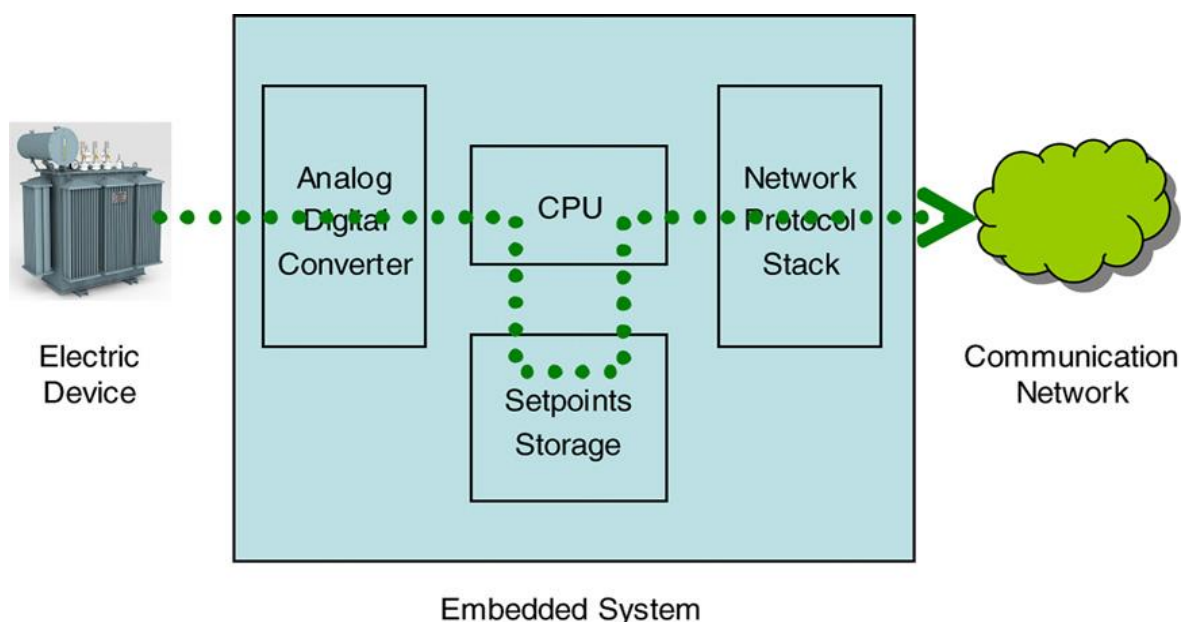 Electric
Device
Analog
Digital
Converter
CPU
Setpoints
Storage
Network
Protocol
Stack
Communication
Network
Embedded System